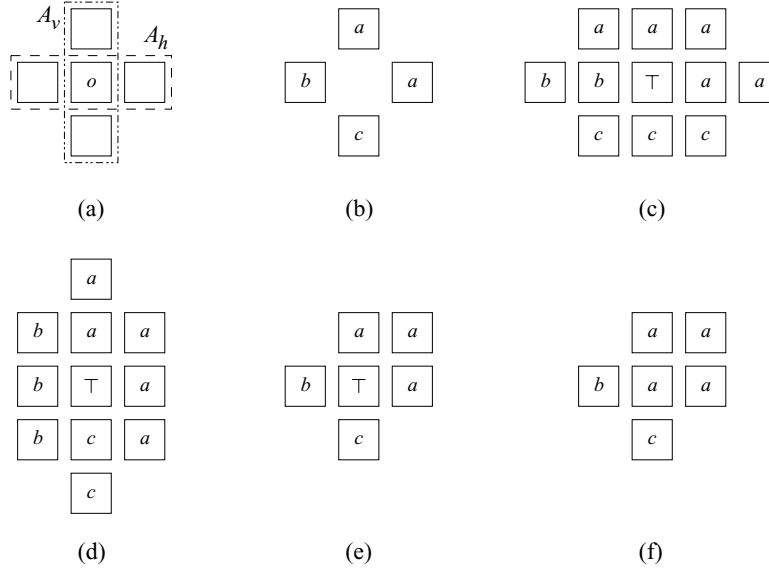 A_v
A_h
o
a
b a
c
a a a
b b ⊤ a a
c c c
(a) (b) (c)
a
b a a
b ⊤ a
b c a
c
a a
b ⊤ a
c
a a
b a a
c
(d) (e) (f)